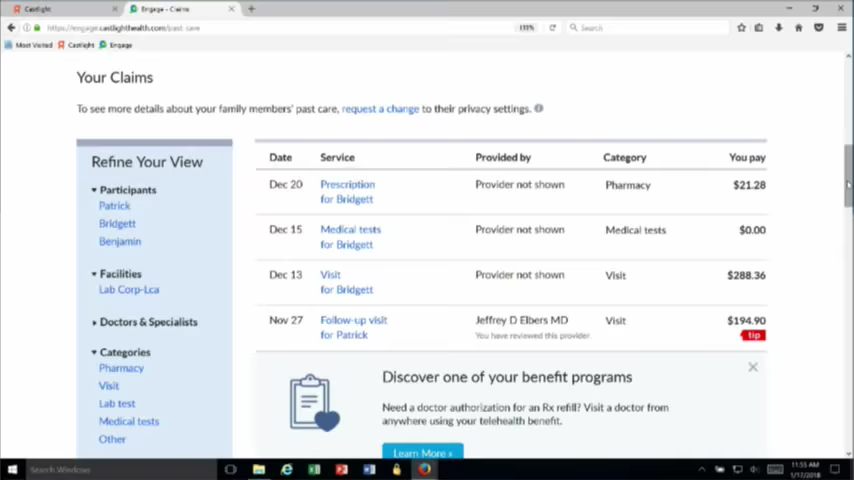 Castlight
Engage - Claims
https://engage.castlighthealth.com/past-care
Search
Most Visited Castlight Engage
Your Claims
To see more details about your family members' past care, request a change to their privacy settings.
Refine Your View
Participants
Patrick
Bridgett
Benjamin
Facilities
Lab Corp-Lca
Doctors & Specialists
Categories
Pharmacy
Visit
Lab test
Medical tests
Other
Date Service Provided by Category You pay
Dec 20 Prescription Provider not shown Pharmacy $21.28
for Bridgett
Dec 15 Medical tests Provider not shown Medical tests $0.00
for Bridgett
Dec 13 Visit Provider not shown Visit $288.36
for Bridgett
Nov 27 Follow-up visit Jeffrey D Elbers MD Visit $194.90
for Patrick You have reviewed this provider. tip
Discover one of your benefit programs
Need a doctor authorization for an Rx refill? Visit a doctor from
anywhere using your telehealth benefit.
Learn More »
Search Windows
11:55 AM
1/17/2018